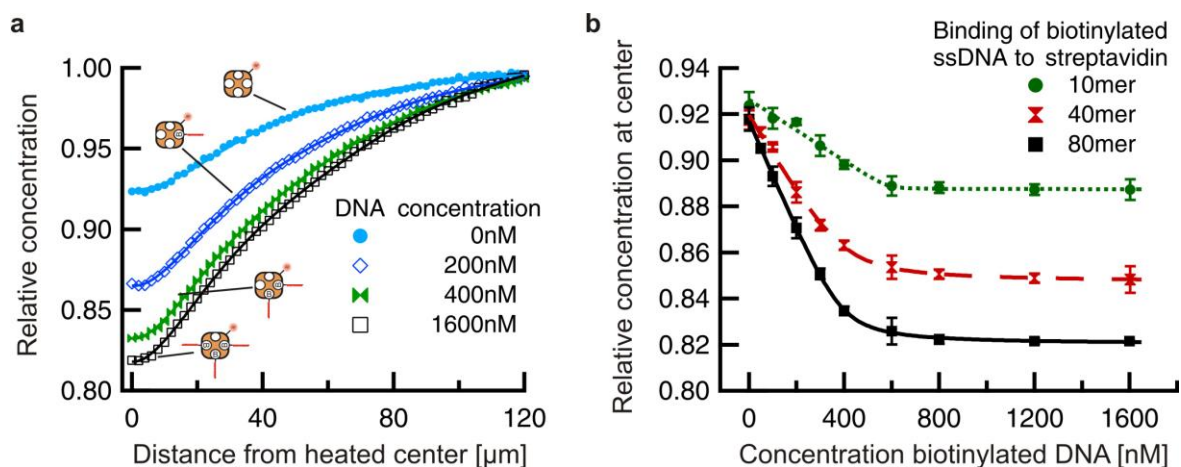 a
1.00
0.95
0.90
0.85
0.80
Relative concentration
DNA concentration
0nM
200nM
400nM
1600nM
0
40
80
120
Distance from heated center [µm]
b
Binding of biotinylated
ssDNA to streptavidin
10mer
40mer
80mer
0.94
0.92
0.90
0.88
0.86
0.84
0.82
0.80
Relative concentration at center
0
400
800
1200
1600
Concentration biotinylated DNA [nM]